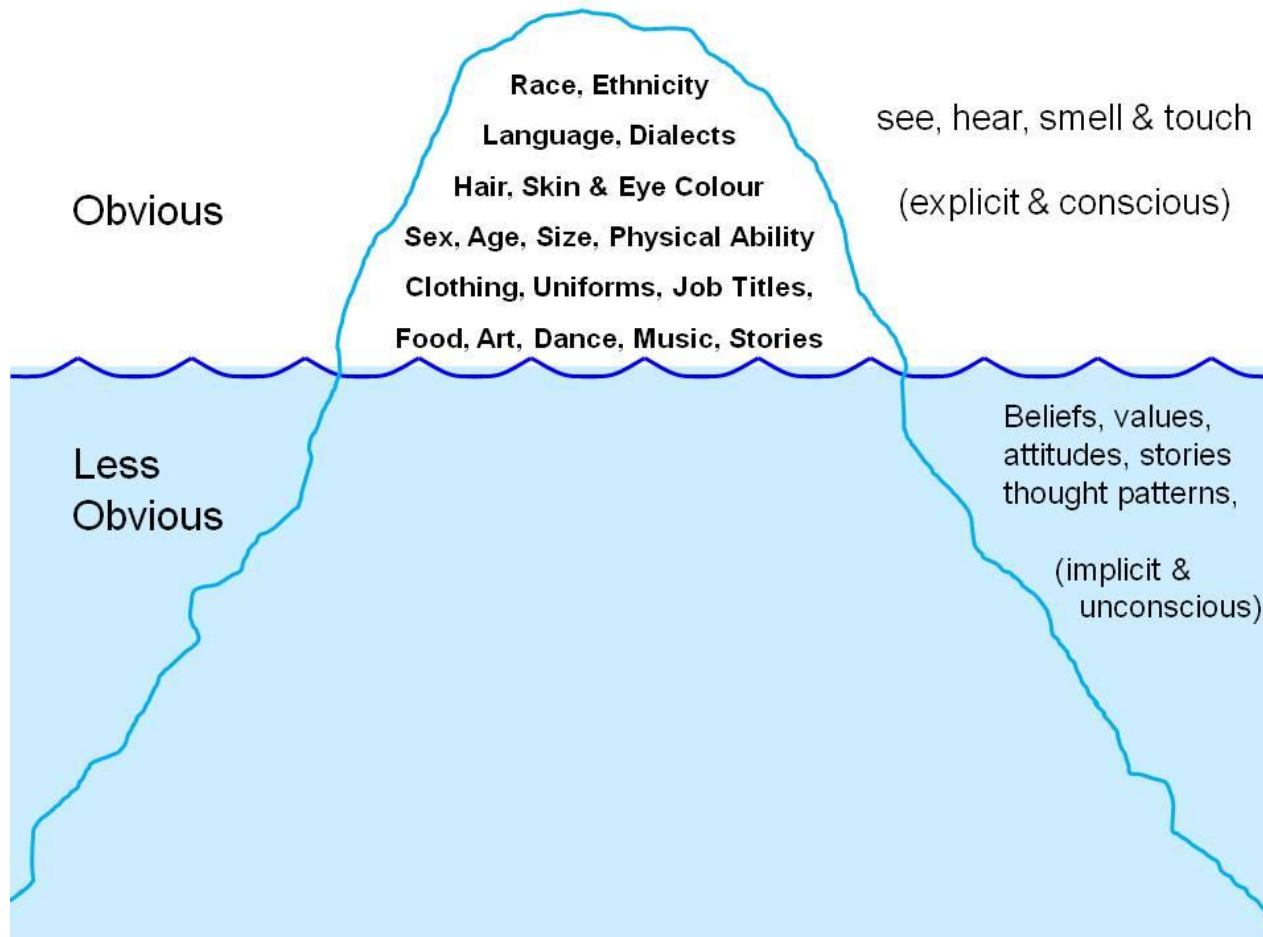 Race, Ethnicity
Language, Dialects
Hair, Skin & Eye Colour
Sex, Age, Size, Physical Ability
Clothing, Uniforms, Job Titles,
Food, Art, Dance, Music, Stories
Obvious
see, hear, smell & touch
(explicit & conscious)
Less
Obvious
Beliefs, values,
attitudes, stories
thought patterns,
(implicit &
unconscious)